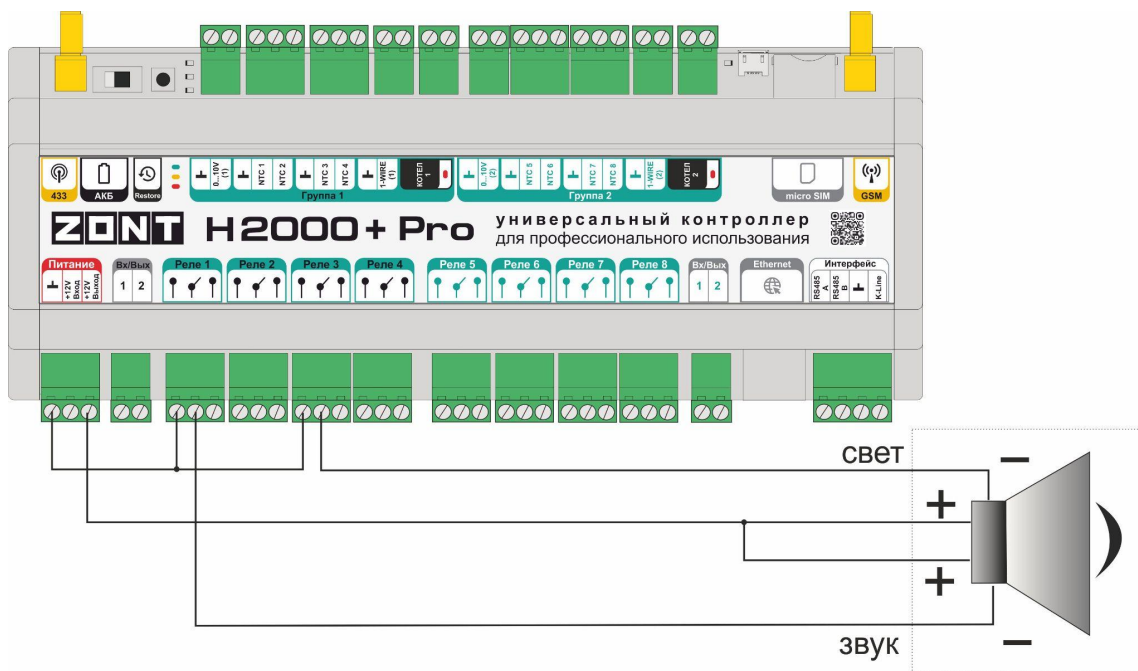 433
АКБ
Restore
⊥ 0...10V (1)
⊥ NTC 1 NTC 2
⊥ NTC 3 NTC 4
⊥ 1-WIRE (1)
КОТЕЛ 1
Группа 1
⊥ 0...10V (2)
⊥ NTC 5 NTC 6
⊥ NTC 7 NTC 8
⊥ 1-WIRE (2)
КОТЕЛ 2
Группа 2
micro SIM
GSM
ZONT H2000+ Pro
универсальный контроллер
для профессионального использования
Питание
⊥ +12V Вход +12V Выход
Вх/Вых
1 2
Реле 1
Реле 2
Реле 3
Реле 4
Реле 5
Реле 6
Реле 7
Реле 8
Вх/Вых
1 2
Ethernet
Интерфейс
RS485 A RS485 B ⊥ K-Line
свет
−
+
+
звук
−